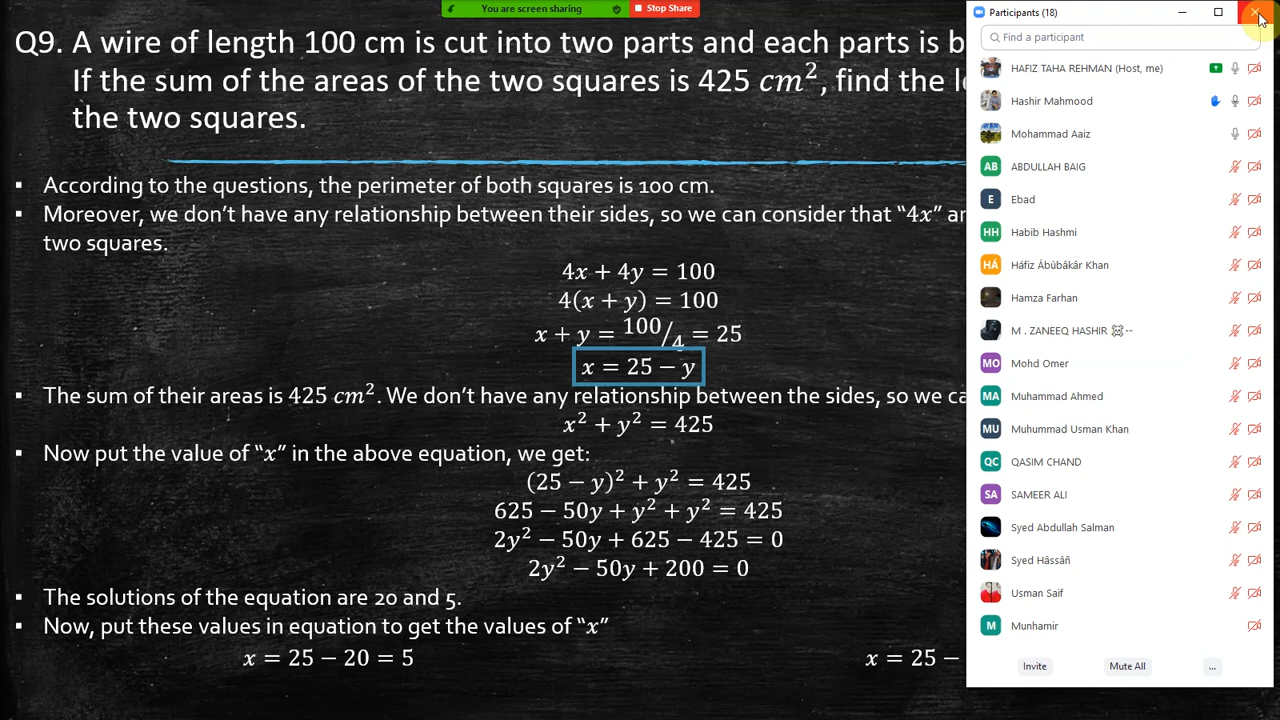 You are screen sharing
Stop Share
Q9. A wire of length 100 cm is cut into two parts and each parts is b
If the sum of the areas of the two squares is 425 cm², find the le
the two squares.
▪ According to the questions, the perimeter of both squares is 100 cm.
▪ Moreover, we don't have any relationship between their sides, so we can consider that “4x” an
two squares.
4x + 4y = 100
4(x + y) = 100
x + y = 100/4 = 25
x = 25 − y
▪ The sum of their areas is 425 cm². We don't have any relationship between the sides, so we ca
x² + y² = 425
▪ Now put the value of “x” in the above equation, we get:
(25 − y)² + y² = 425
625 − 50y + y² + y² = 425
2y² − 50y + 625 − 425 = 0
2y² − 50y + 200 = 0
▪ The solutions of the equation are 20 and 5.
▪ Now, put these values in equation to get the values of “x”
x = 25 − 20 = 5
x = 25 −
Participants (18)
Find a participant
HAFIZ TAHA REHMAN (Host, me)
Hashir Mahmood
Mohammad Aaiz
AB ABDULLAH BAIG
E Ebad
HH Habib Hashmi
HÁ Háfiz Ábúbâkâr Khan
Hamza Farhan
M . ZANEEQ HASHIR --
MO Mohd Omer
MA Muhammad Ahmed
MU Muhummad Usman Khan
QC QASIM CHAND
SA SAMEER ALI
Syed Abdullah Salman
Syed Hâssâñ
Usman Saif
M Munhamir
Invite
Mute All
...